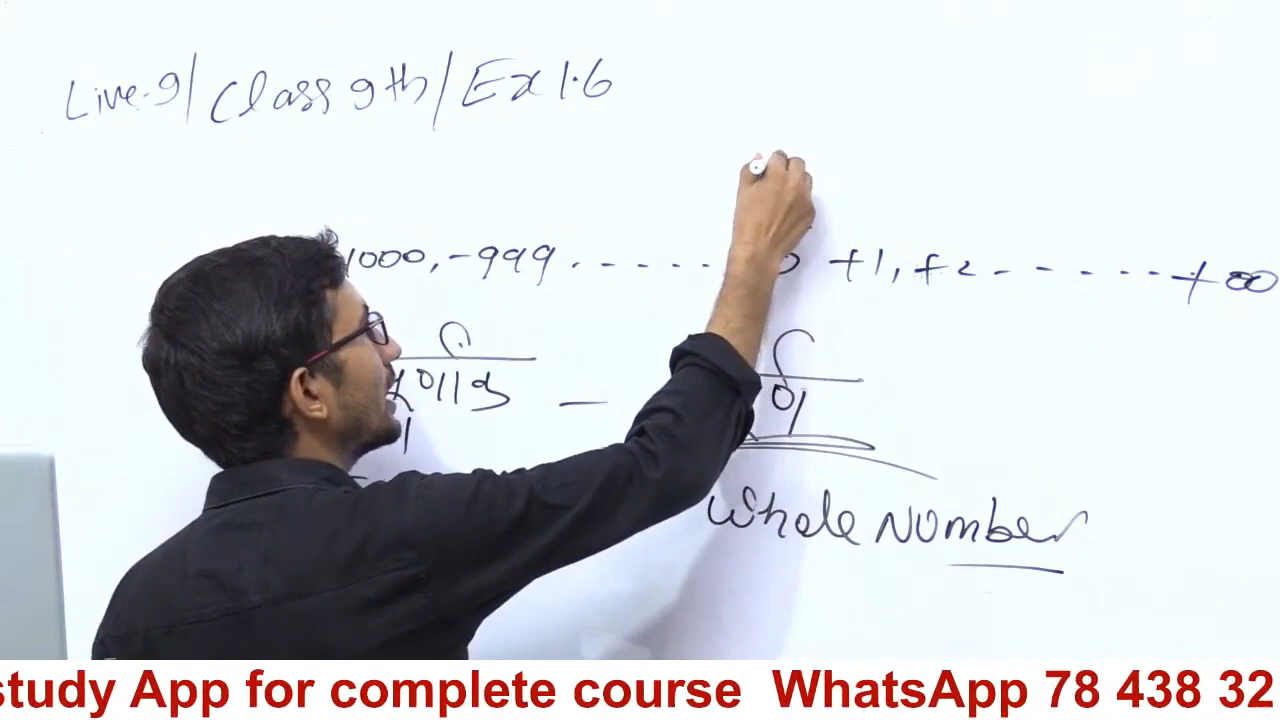 Live-9/ Class 9th/ Ex 1.6
1000, -999 . - - - - - . 0 +1, +2 - - - - - - +∞
Whole Number
study App for complete course WhatsApp 78 438 32